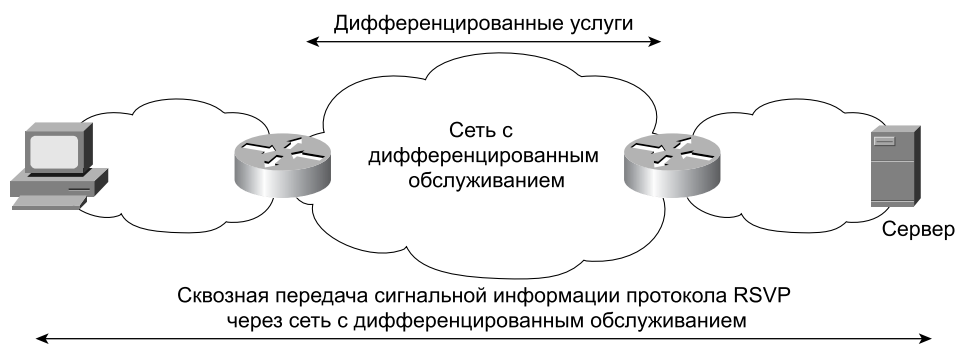 Дифференцированные услуги
Сеть с
дифференцированным
обслуживанием
Сервер
Сквозная передача сигнальной информации протокола RSVP
через сеть с дифференцированным обслуживанием